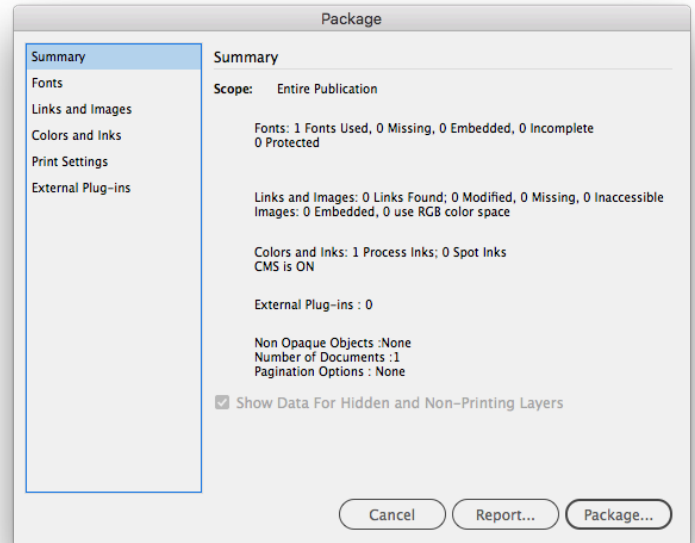 Package
Summary
Fonts
Links and Images
Colors and Inks
Print Settings
External Plug-ins
Summary
Scope: Entire Publication
Fonts: 1 Fonts Used, 0 Missing, 0 Embedded, 0 Incomplete
0 Protected
Links and Images: 0 Links Found; 0 Modified, 0 Missing, 0 Inaccessible
Images: 0 Embedded, 0 use RGB color space
Colors and Inks: 1 Process Inks; 0 Spot Inks
CMS is ON
External Plug-ins : 0
Non Opaque Objects :None
Number of Documents :1
Pagination Options : None
Show Data For Hidden and Non-Printing Layers
Cancel
Report...
Package...